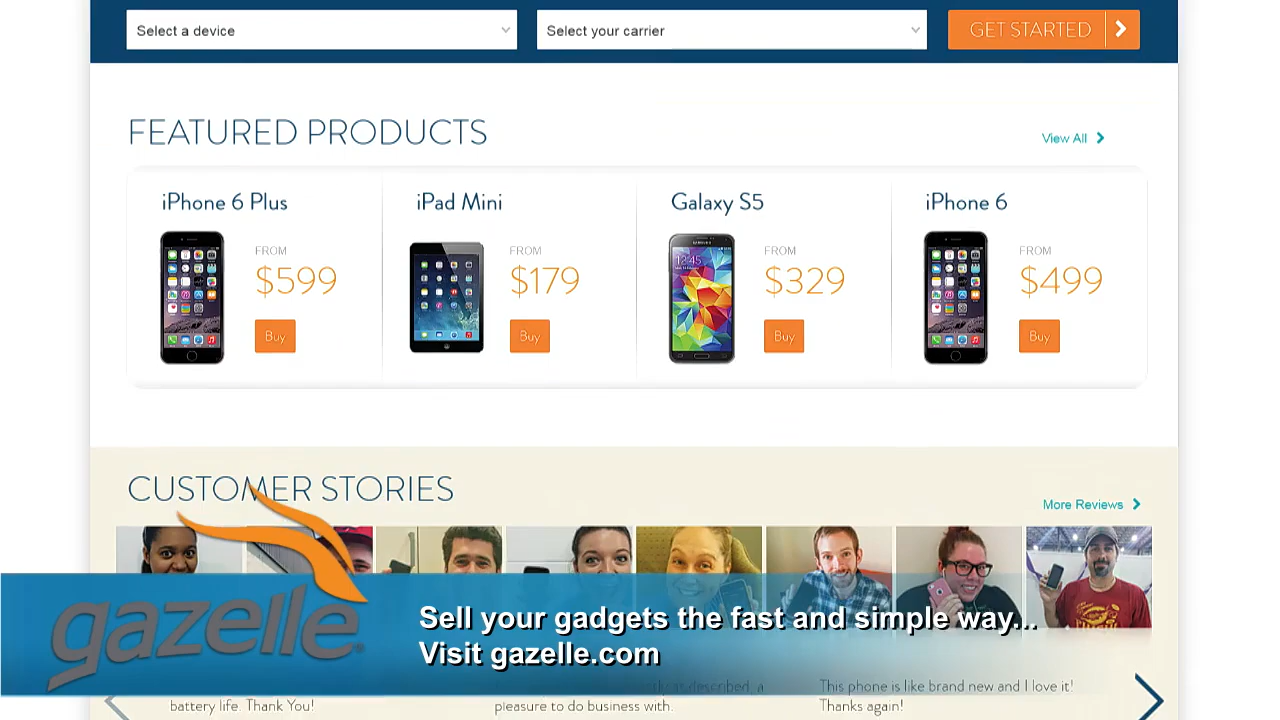 Select a device
Select your carrier
GET STARTED
FEATURED PRODUCTS
View All
iPhone 6 Plus
iPad Mini
Galaxy S5
iPhone 6
FROM
$599
Buy
FROM
$179
Buy
FROM
$329
Buy
FROM
$499
Buy
CUSTOMER STORIES
More Reviews
gazelle
Sell your gadgets the fast and simple way...
Visit gazelle.com
battery life. Thank You!
described, a
pleasure to do business with.
This phone is like brand new and I love it!
Thanks again!